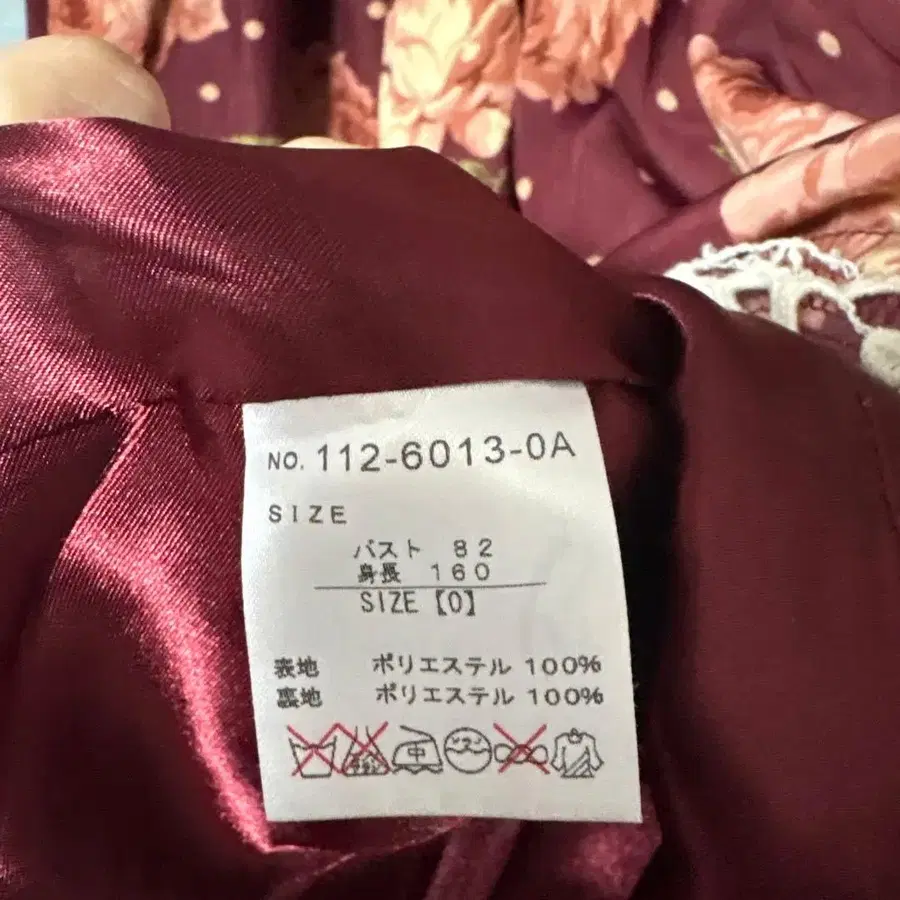 NO. 112-6013-0A
SIZE
バスト 82
身長 160
SIZE【0】
表地 ポリエステル 100%
裏地 ポリエステル 100%
中